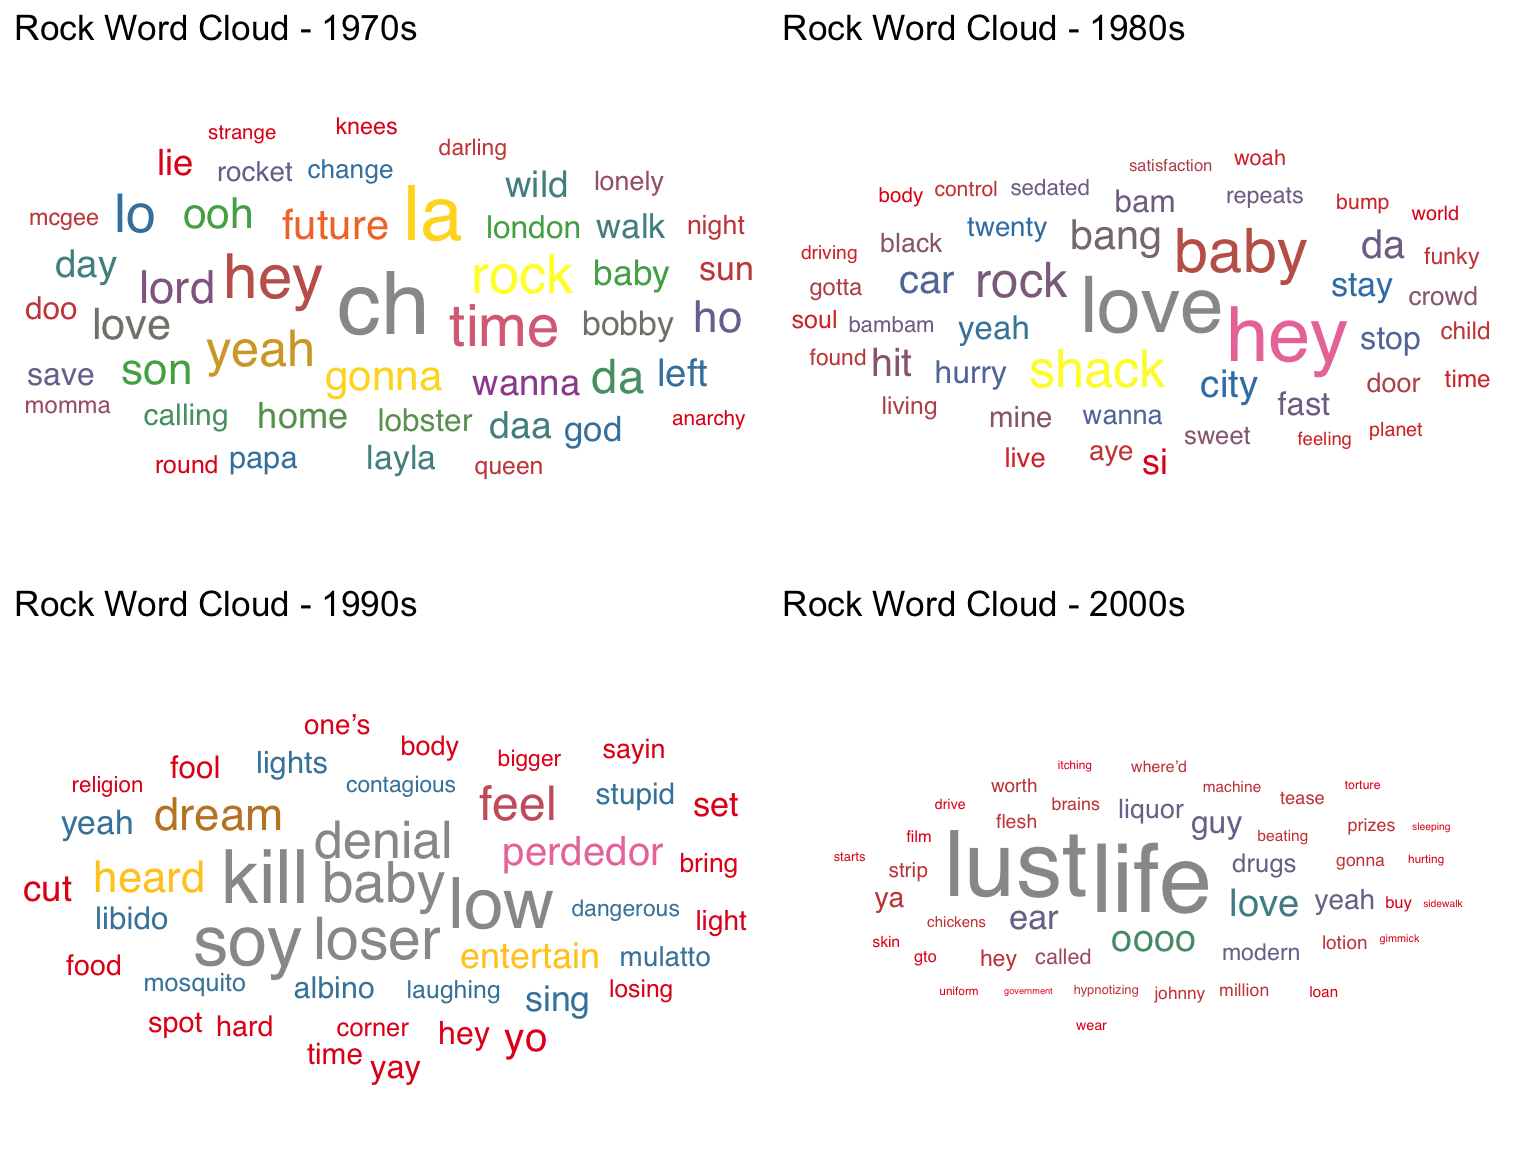 Rock Word Cloud - 1970s
strange knees
darling
lie rocket change wild lonely
mcgee lo ooh future la london walk night
day lord hey ch rock baby sun
doo love yeah time bobby ho
save son gonna wanna da left
momma calling home lobster daa god anarchy
round papa layla queen
Rock Word Cloud - 1980s
satisfaction woah
body control sedated bam repeats bump world
driving black twenty bang baby da funky
gotta car rock love stay crowd
soul bambam yeah hey stop child
found hit hurry shack city door time
living mine wanna sweet fast feeling planet
live aye si
Rock Word Cloud - 1990s
one's
body bigger sayin
religion fool lights contagious feel stupid set
yeah dream denial perdedor bring
cut heard kill baby low dangerous light
libido soy loser entertain mulatto
food mosquito albino laughing sing losing
spot hard corner hey yo
time yay
Rock Word Cloud - 2000s
itching where'd
worth machine torture
drive brains liquor tease
film flesh guy beating prizes sleeping
starts strip lust life drugs gonna hurting
ya love yeah buy sidewalk
chickens ear
skin oooo modern lotion gimmick
gto hey called
uniform government hypnotizing johnny million loan
wear